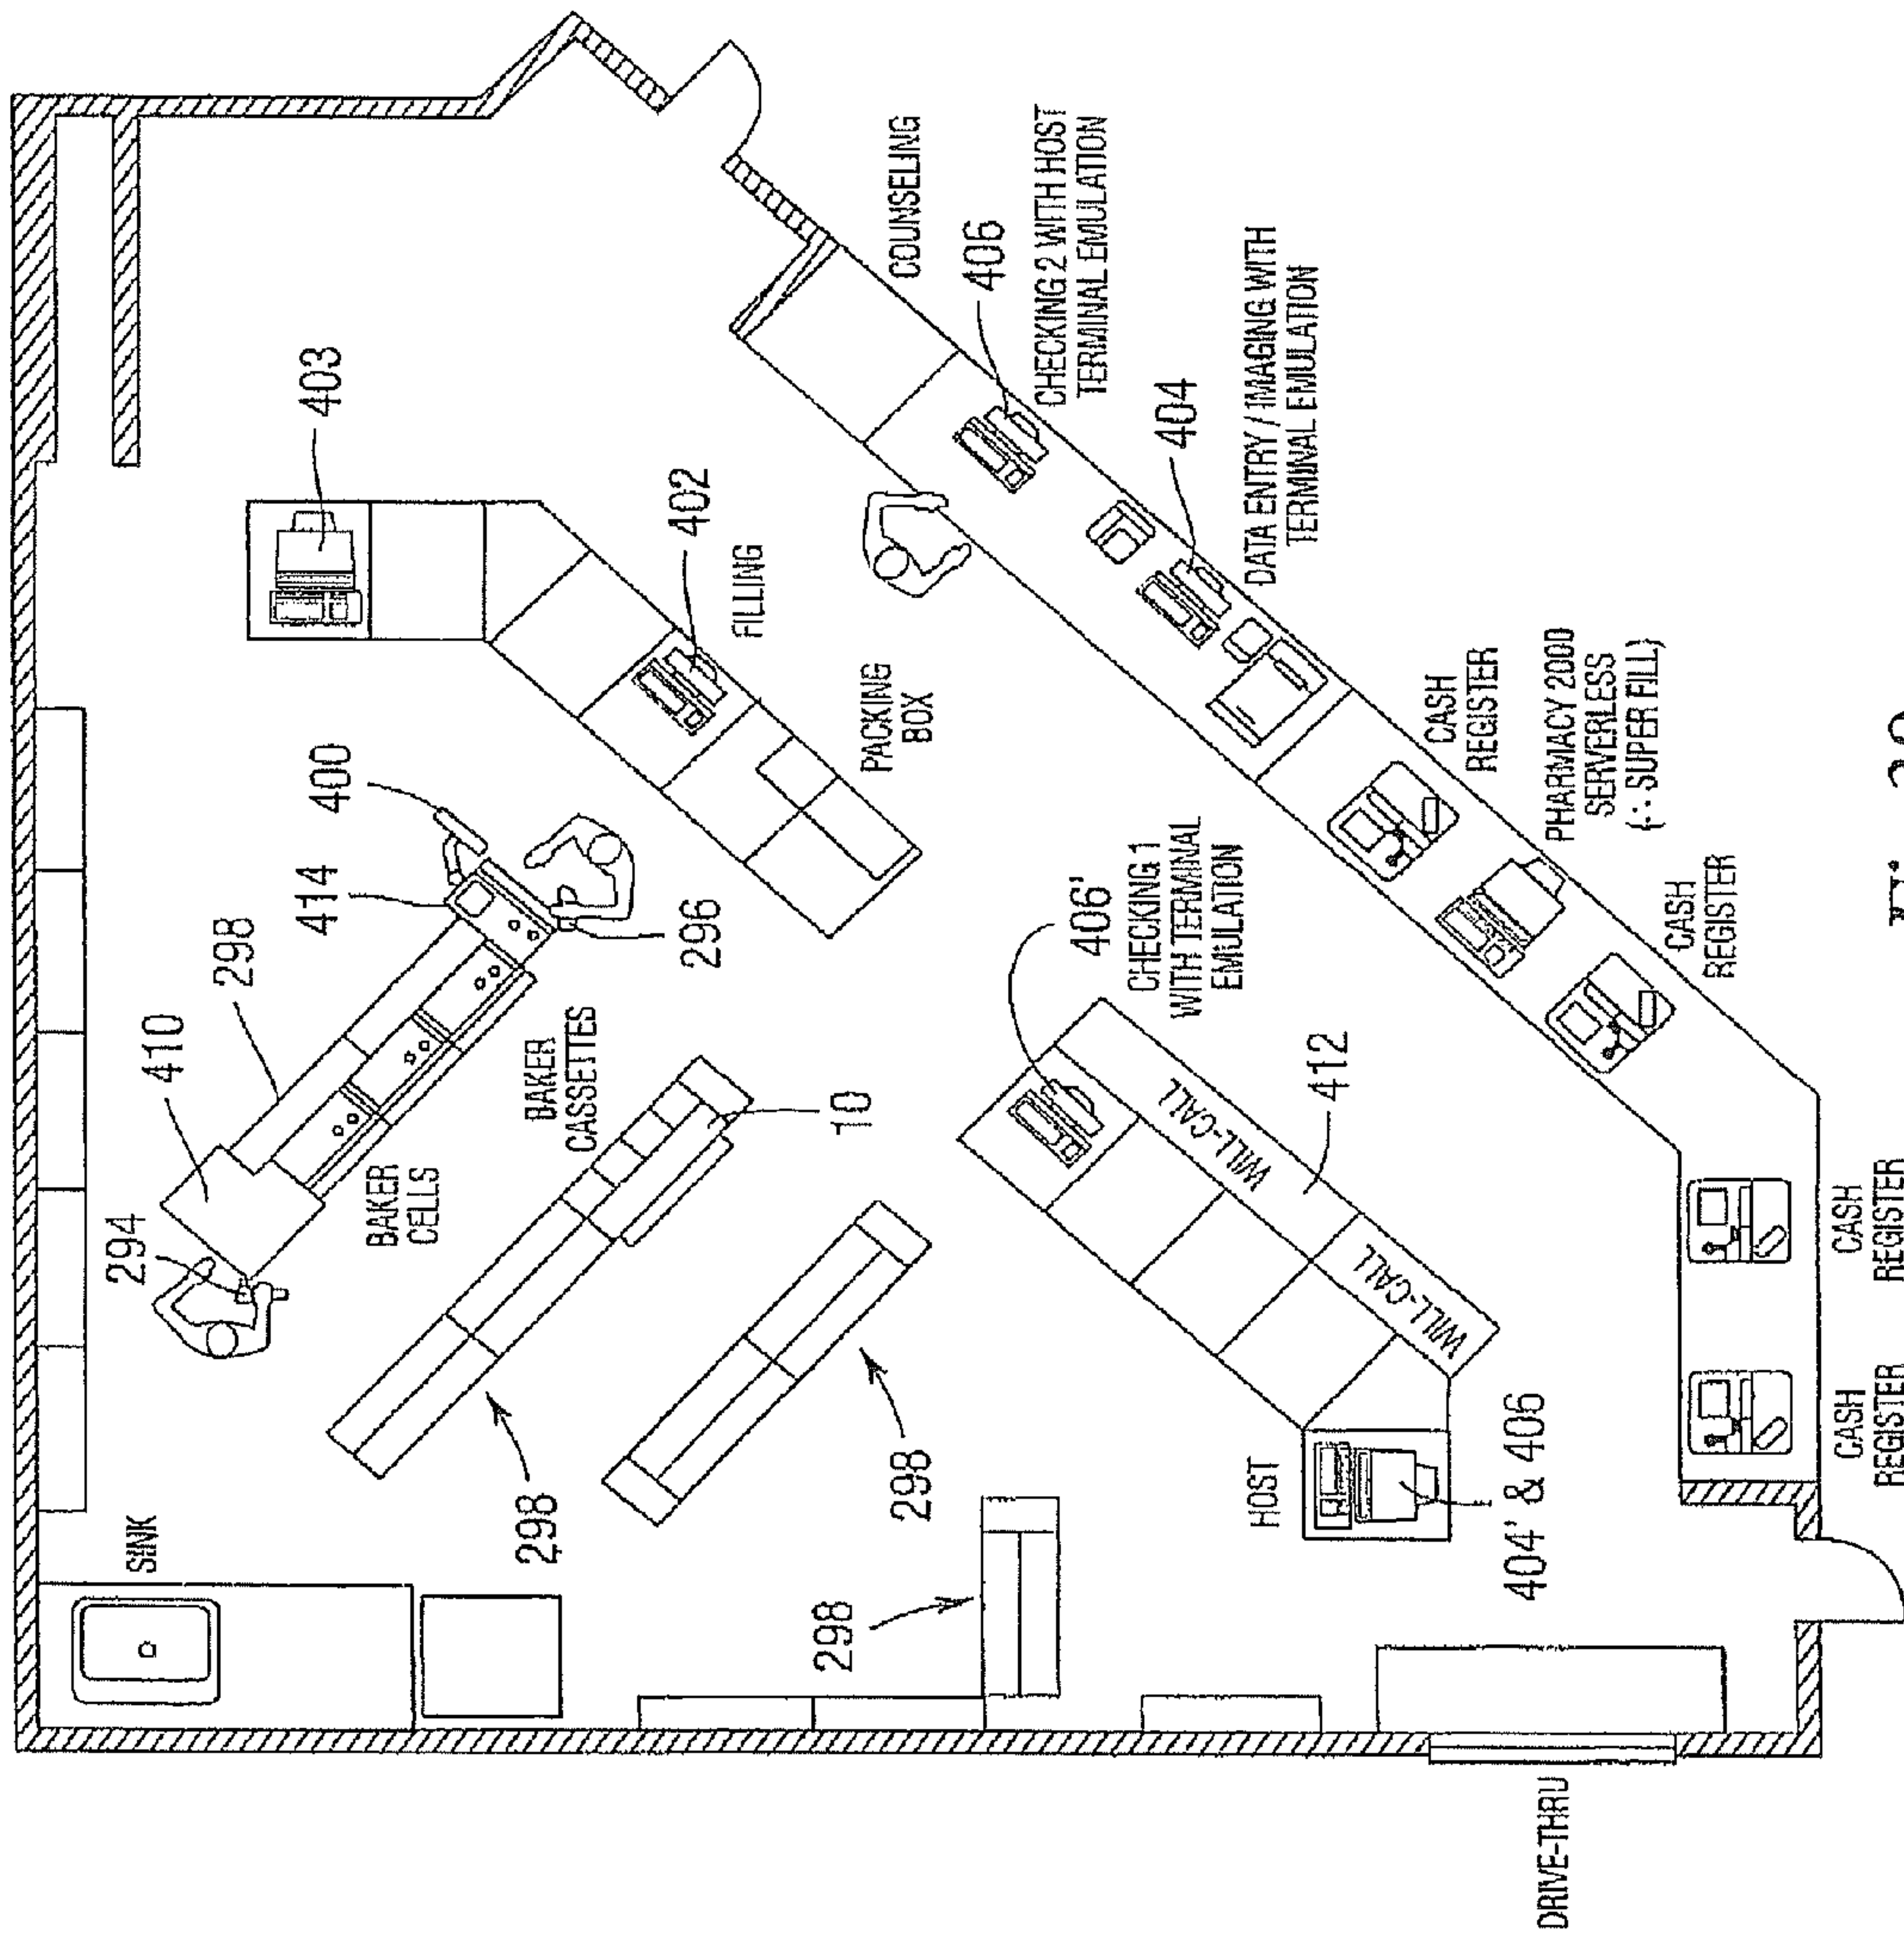 SINK
294
410
298
414
400
403
BAKER
CELLS
298
BAKER
CASSETTES
402
296
FILLING
298
10
PACKING
BOX
298
COUNSELING
406
CHECKING 2 WITH HOST
TERMINAL EMULATION
406'
CHECKING 1
WITH TERMINAL
EMULATION
404
DATA ENTRY / IMAGING WITH
TERMINAL EMULATION
WILL-CALL
HOST
412
WILL-CALL
404' & 406
CASH
REGISTER
DRIVE-THRU
PHARMACY 2000
SERVERLESS
SUPER FILL)
CASH
REGISTER
CASH
REGISTER
CASH
REGISTER